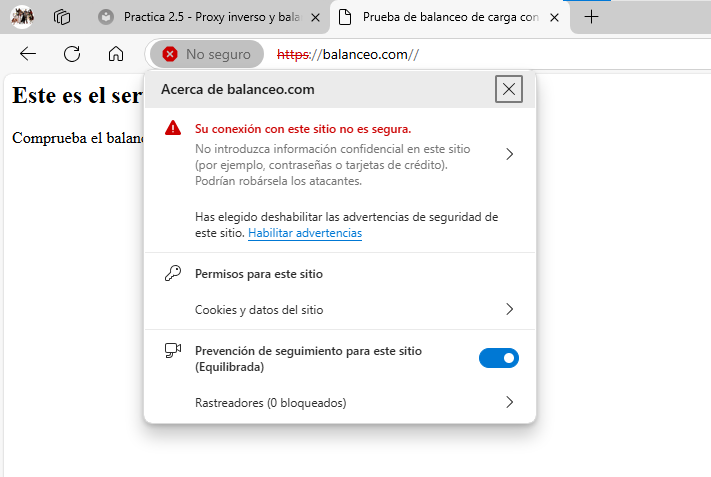 Practica 2.5 - Proxy inverso y bala
Prueba de balanceo de carga con
No seguro
https://balanceo.com//
Este es el ser
Comprueba el balan
Acerca de balanceo.com
Su conexión con este sitio no es segura.
No introduzca información confidencial en este sitio
(por ejemplo, contraseñas o tarjetas de crédito).
Podrían robársela los atacantes.
Has elegido deshabilitar las advertencias de seguridad de
este sitio. Habilitar advertencias
Permisos para este sitio
Cookies y datos del sitio
Prevención de seguimiento para este sitio
(Equilibrada)
Rastreadores (0 bloqueados)